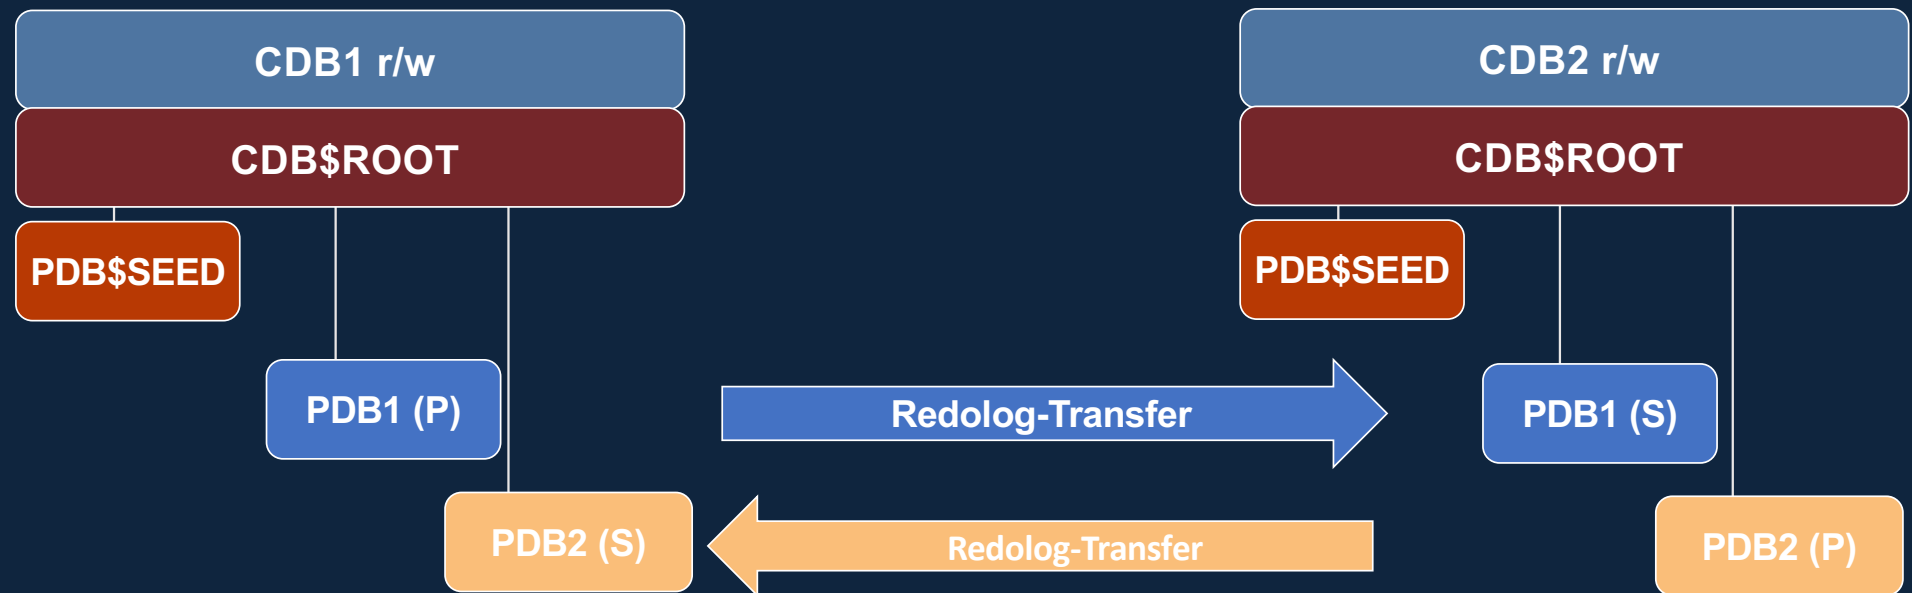 CDB1 r/w
CDB$ROOT
PDB$SEED
PDB1 (P)
PDB2 (S)
Redolog-Transfer
Redolog-Transfer
CDB2 r/w
CDB$ROOT
PDB$SEED
PDB1 (S)
PDB2 (P)